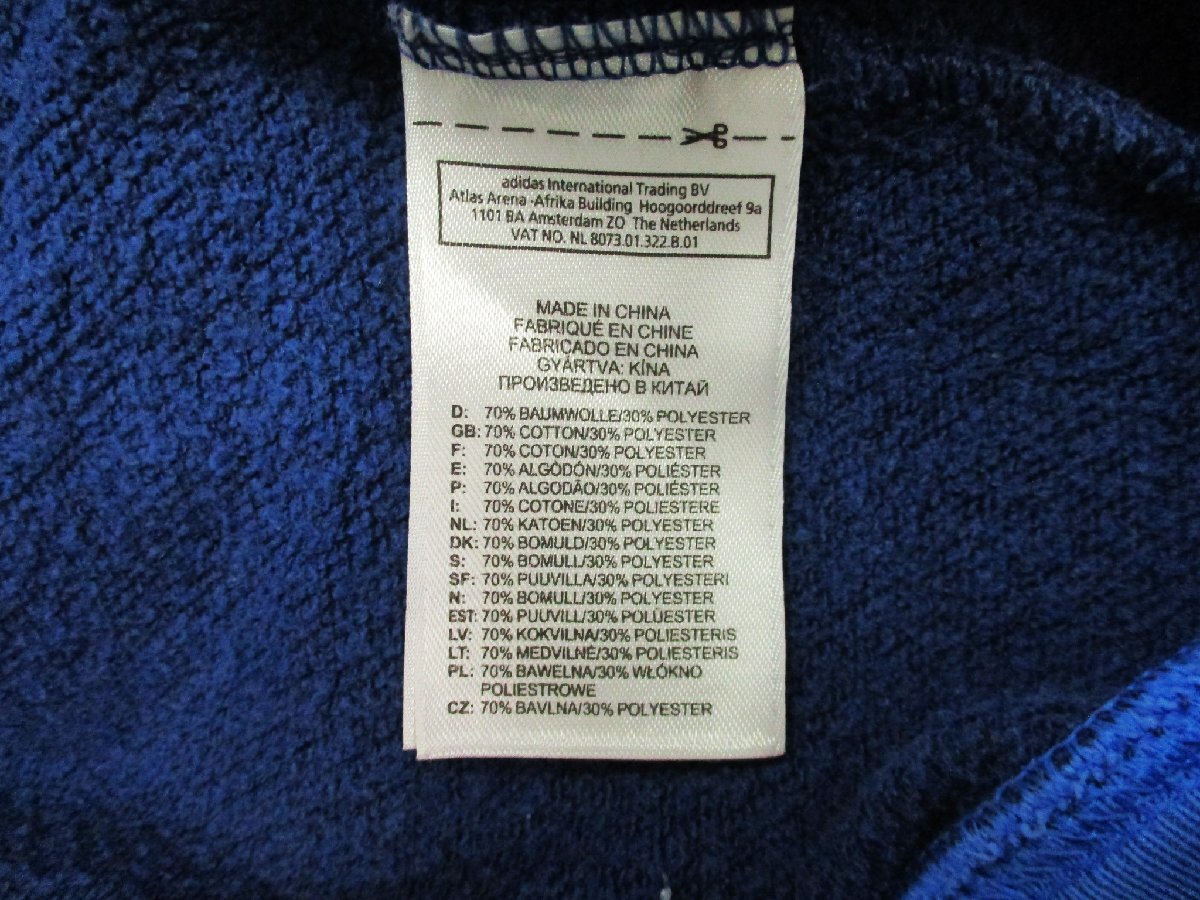 adidas International Trading BV
Atlas Arena -Afrika Building Hoogoorddreef 9a
1101 BA Amsterdam ZO The Netherlands
VAT NO. NL 8073.01.322.B.01
MADE IN CHINA
FABRIQUÉ EN CHINE
FABRICADO EN CHINA
GYÁRTVA: KÍNA
ПРОИЗВЕДЕНО В КИТАЙ
D: 70% BAUMWOLLE/30% POLYESTER
GB: 70% COTTON/30% POLYESTER
F: 70% COTON/30% POLYESTER
E: 70% ALGODÓN/30% POLIÉSTER
P: 70% ALGODÃO/30% POLIÉSTER
I: 70% COTONE/30% POLIESTERE
NL: 70% KATOEN/30% POLYESTER
DK: 70% BOMULD/30% POLYESTER
S: 70% BOMULL/30% POLYESTER
SF: 70% PUUVILLA/30% POLYESTERI
N: 70% BOMULL/30% POLYESTER
EST: 70% PUUVILL/30% POLÜESTER
LV: 70% KOKVILNA/30% POLIESTERIS
LT: 70% MEDVILNĖ/30% POLIESTERIS
PL: 70% BAWEŁNA/30% WŁÓKNO
POLIESTROWE
CZ: 70% BAVLNA/30% POLYESTER